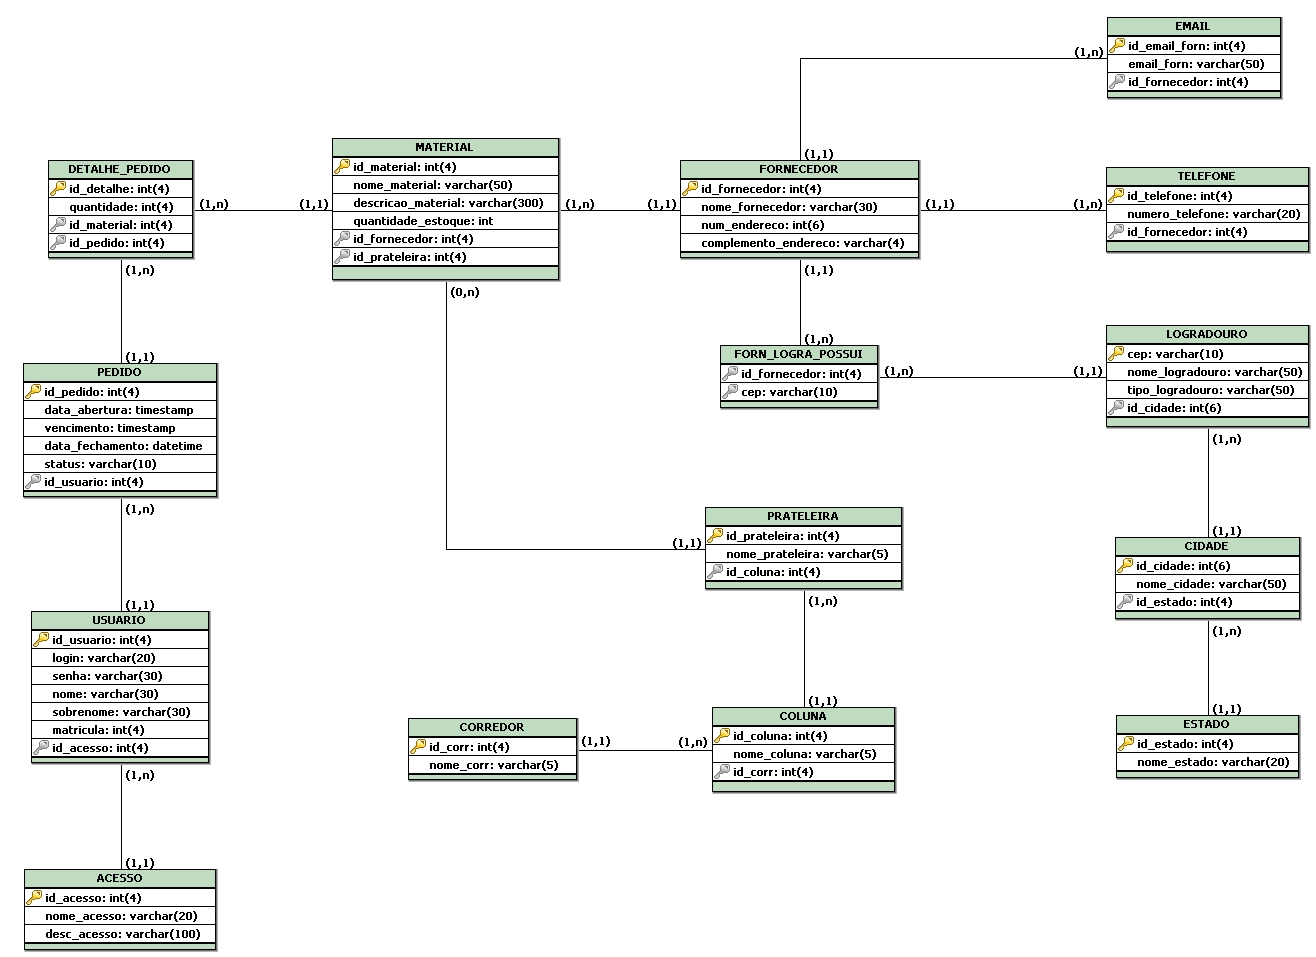 EMAIL
id_email_forn: int(4)
email_forn: varchar(50)
id_fornecedor: int(4)
(1,n)
(1,1)
DETALHE_PEDIDO
id_detalhe: int(4)
quantidade: int(4)
id_material: int(4)
id_pedido: int(4)
(1,n)
(1,1)
MATERIAL
id_material: int(4)
nome_material: varchar(50)
descricao_material: varchar(300)
quantidade_estoque: int
id_fornecedor: int(4)
id_prateleira: int(4)
(1,n)
(1,1)
FORNECEDOR
id_fornecedor: int(4)
nome_fornecedor: varchar(30)
num_endereco: int(6)
complemento_endereco: varchar(4)
(1,1)
(1,n)
TELEFONE
id_telefone: int(4)
numero_telefone: varchar(20)
id_fornecedor: int(4)
(1,n)
(0,n)
(1,1)
(1,n)
(1,1)
PEDIDO
id_pedido: int(4)
data_abertura: timestamp
vencimento: timestamp
data_fechamento: datetime
status: varchar(10)
id_usuario: int(4)
FORN_LOGRA_POSSUI
id_fornecedor: int(4)
cep: varchar(10)
(1,n)
(1,1)
LOGRADOURO
cep: varchar(10)
nome_logradouro: varchar(50)
tipo_logradouro: varchar(50)
id_cidade: int(6)
(1,n)
(1,n)
(1,1)
PRATELEIRA
id_prateleira: int(4)
nome_prateleira: varchar(5)
id_coluna: int(4)
(1,1)
(1,n)
(1,1)
CIDADE
id_cidade: int(6)
nome_cidade: varchar(50)
id_estado: int(4)
(1,n)
(1,1)
USUARIO
id_usuario: int(4)
login: varchar(20)
senha: varchar(30)
nome: varchar(30)
sobrenome: varchar(30)
matricula: int(4)
id_acesso: int(4)
(1,n)
CORREDOR
id_corr: int(4)
nome_corr: varchar(5)
(1,1)
(1,n)
(1,1)
COLUNA
id_coluna: int(4)
nome_coluna: varchar(5)
id_corr: int(4)
(1,1)
ESTADO
id_estado: int(4)
nome_estado: varchar(20)
(1,1)
ACESSO
id_acesso: int(4)
nome_acesso: varchar(20)
desc_acesso: varchar(100)